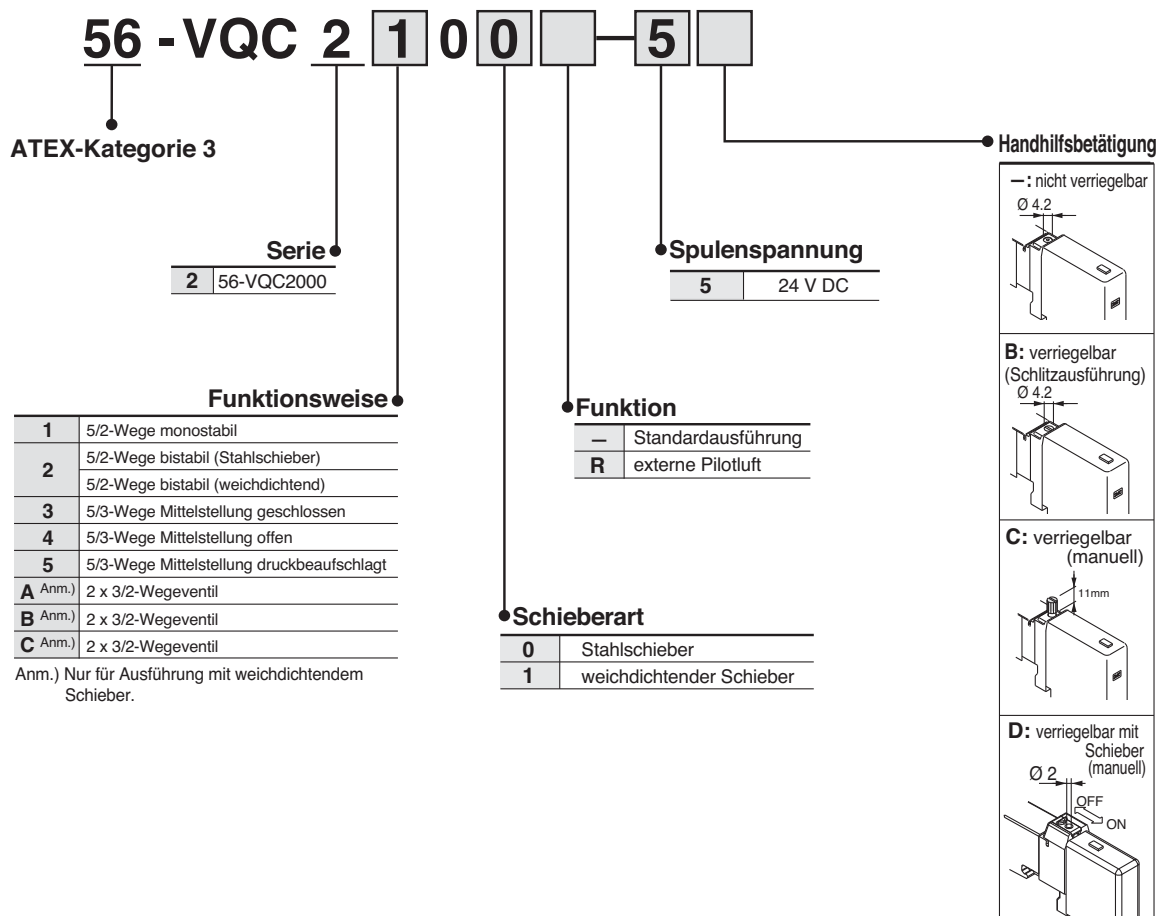 56 - VQC 2 1 0 0 — 5
ATEX-Kategorie 3
Serie
2 56-VQC2000
Funktionsweise
1 5/2-Wege monostabil
2 5/2-Wege bistabil (Stahlschieber)
5/2-Wege bistabil (weichdichtend)
3 5/3-Wege Mittelstellung geschlossen
4 5/3-Wege Mittelstellung offen
5 5/3-Wege Mittelstellung druckbeaufschlagt
A Anm.) 2 x 3/2-Wegeventil
B Anm.) 2 x 3/2-Wegeventil
C Anm.) 2 x 3/2-Wegeventil
Anm.) Nur für Ausführung mit weichdichtendem
Schieber.
Schieberart
0 Stahlschieber
1 weichdichtender Schieber
Funktion
— Standardausführung
R externe Pilotluft
Spulenspannung
5 24 V DC
Handhilfsbetätigung
—: nicht verriegelbar
Ø 4.2
B: verriegelbar
(Schlitzausführung)
Ø 4.2
C: verriegelbar
(manuell)
11mm
D: verriegelbar mit
Schieber
(manuell)
Ø 2
OFF
ON